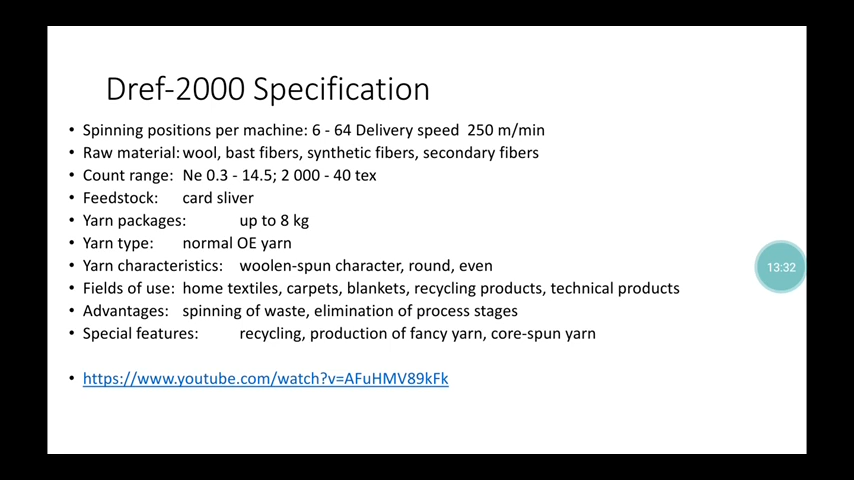 Dref-2000 Specification
• Spinning positions per machine: 6 - 64 Delivery speed 250 m/min
• Raw material: wool, bast fibers, synthetic fibers, secondary fibers
• Count range: Ne 0.3 - 14.5; 2 000 - 40 tex
• Feedstock: card sliver
• Yarn packages: up to 8 kg
• Yarn type: normal OE yarn
• Yarn characteristics: woolen-spun character, round, even
• Fields of use: home textiles, carpets, blankets, recycling products, technical products
• Advantages: spinning of waste, elimination of process stages
• Special features: recycling, production of fancy yarn, core-spun yarn
• https://www.youtube.com/watch?v=AFuHMV89kFk
13:32